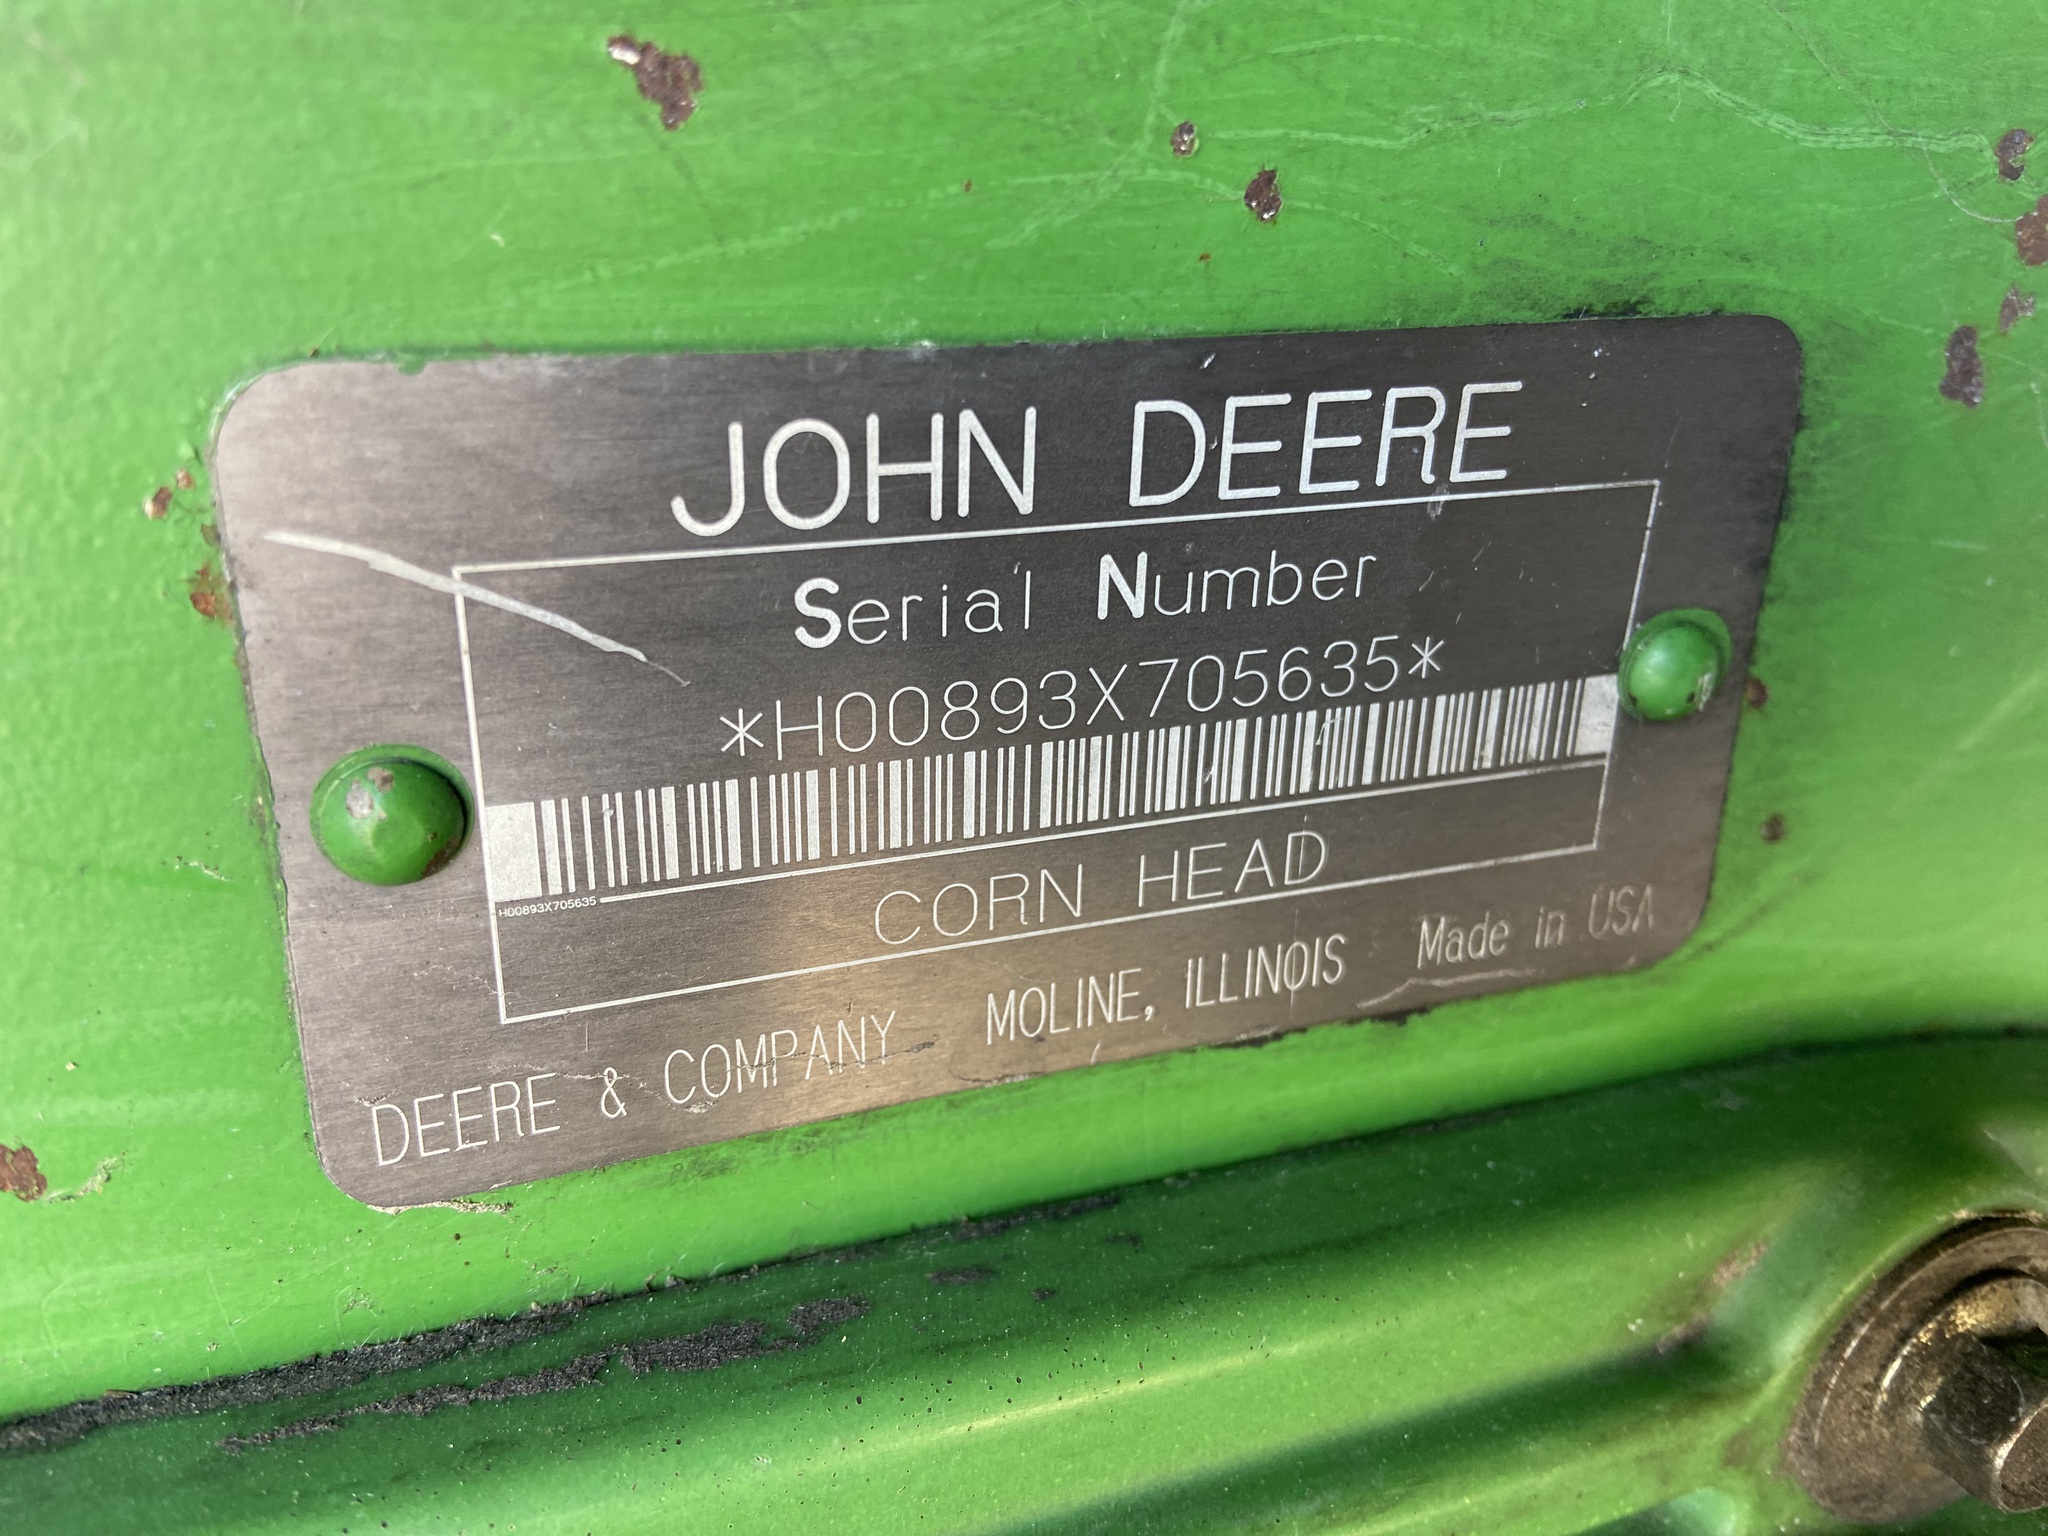 JOHN DEERE
Serial Number
*H00893X705635*
H00893X705635
CORN HEAD
DEERE & COMPANY MOLINE, ILLINOIS Made in USA